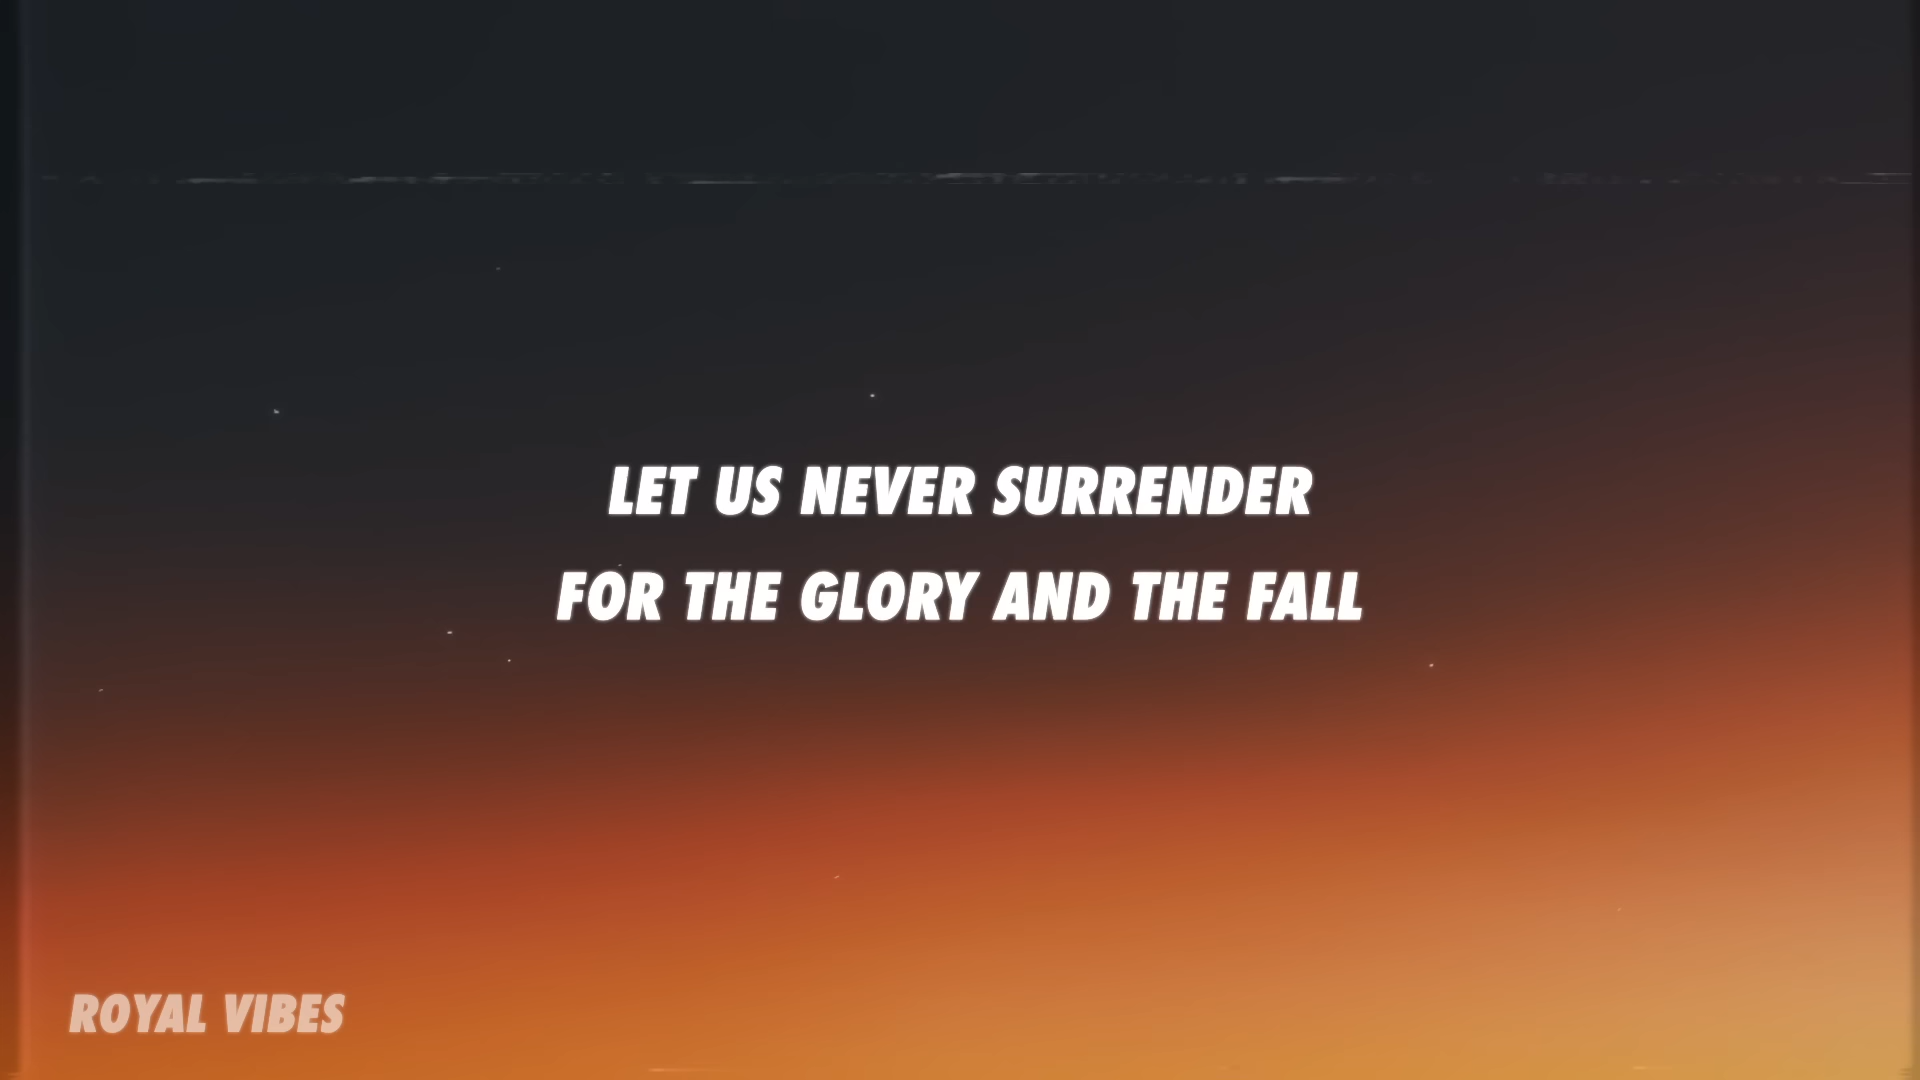 LET US NEVER SURRENDER
FOR THE GLORY AND THE FALL
ROYAL VIBES